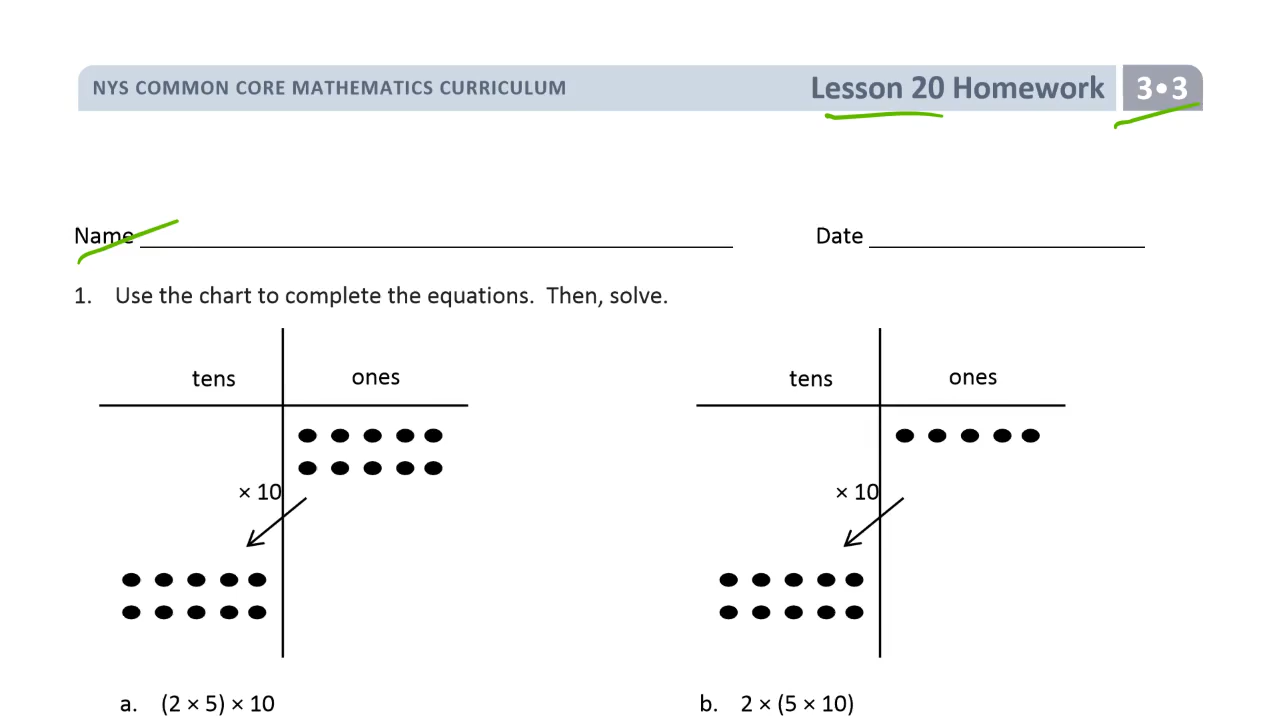 NYS COMMON CORE MATHEMATICS CURRICULUM Lesson 20 Homework 3•3
Name Date
1. Use the chart to complete the equations. Then, solve.
tens ones tens ones
× 10 × 10
a. (2 × 5) × 10 b. 2 × (5 × 10)